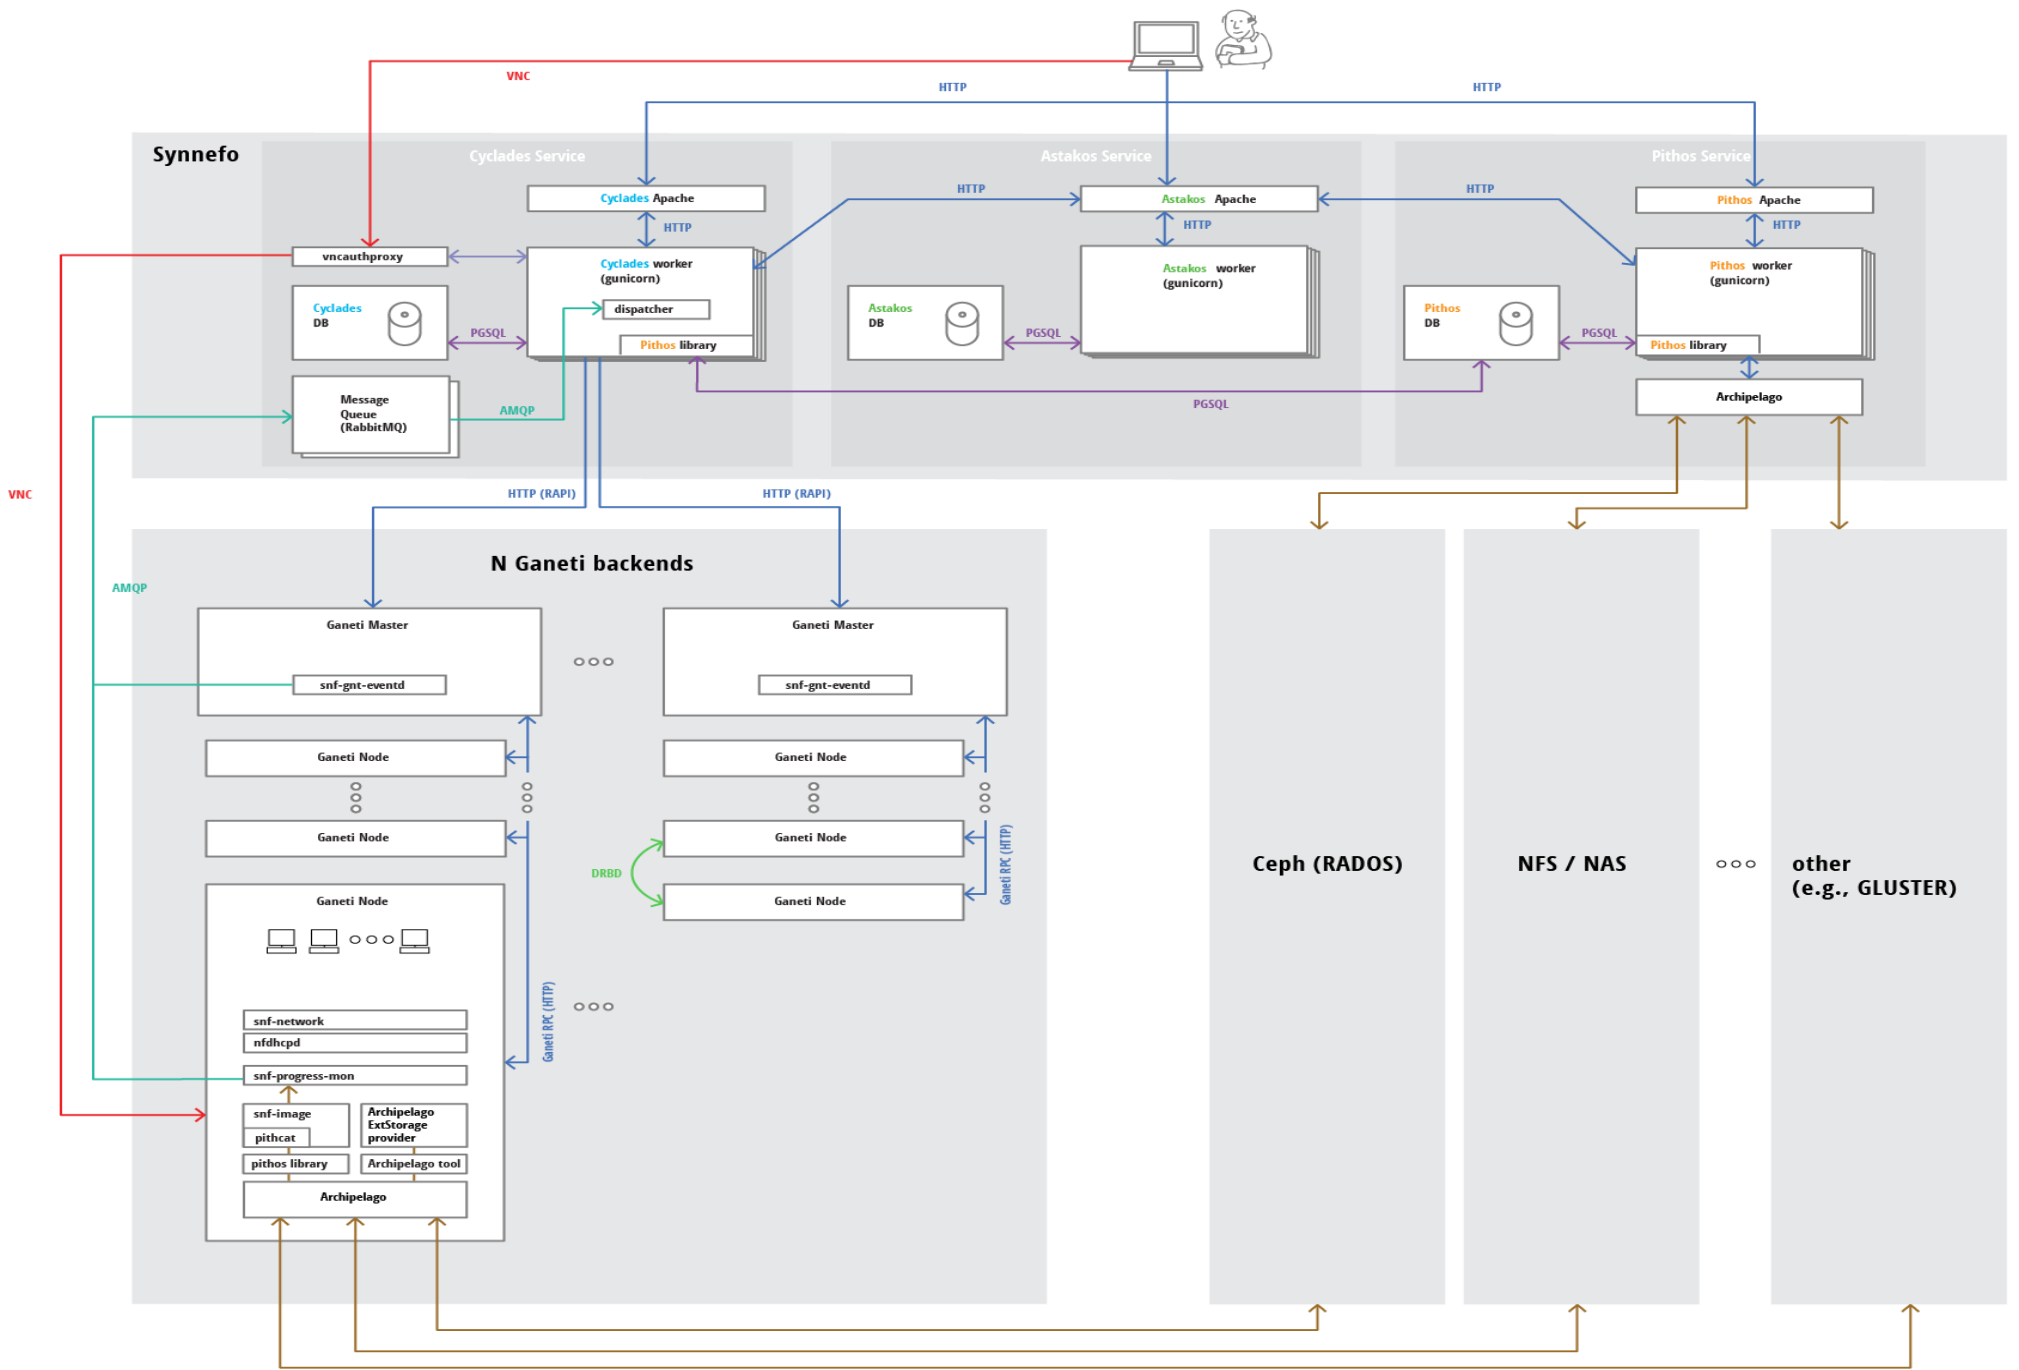 VNC
HTTP
HTTP
Synnefo
Cyclades Service
Astakos Service
Pithos Service
Cyclades Apache
HTTP
Astakos Apache
HTTP
Pithos Apache
HTTP
HTTP
HTTP
vncauthproxy
Cyclades worker
(gunicorn)
dispatcher
Pithos library
Cyclades
DB
PGSQL
Astakos worker
(gunicorn)
Astakos
DB
PGSQL
Pithos worker
(gunicorn)
Pithos library
Pithos
DB
PGSQL
Message
Queue
(RabbitMQ)
AMQP
PGSQL
Archipelago
VNC
HTTP (RAPI)
HTTP (RAPI)
N Ganeti backends
AMQP
Ganeti Master
snf-gnt-eventd
Ganeti Master
snf-gnt-eventd
Ganeti Node
Ganeti Node
Ganeti Node
Ganeti Node
DRBD
Ganeti RPC (HTTP)
Ganeti Node
Ganeti Node
Ganeti RPC (HTTP)
snf-network
nfdhcpd
snf-progress-mon
snf-image
pithcat
Archipelago
ExtStorage
provider
pithos library
Archipelago tool
Archipelago
Ceph (RADOS)
NFS / NAS
other
(e.g., GLUSTER)